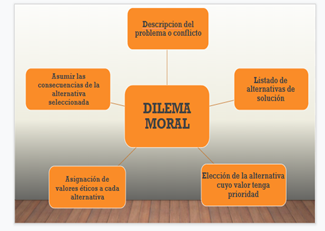 Descripcion del
problema o conflicto
Asumir las
consecuencias de la
alternativa
seleccionada
Listado de
alternativas de
solución
DILEMA
MORAL
Asignación de
valores éticos a cada
alternativa
Elección de la alternativa
cuyo valor tenga
prioridad